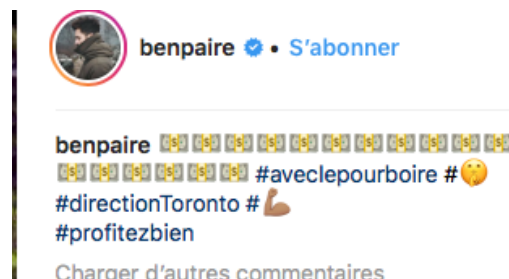 benpaire • S'abonner
benpaire 💵💵💵💵💵💵💵💵💵💵💵
💵💵💵💵💵💵 #aveclepourboire #🤫
#directionToronto #💪🏽
#profitezbien
Charger d'autres commentaires